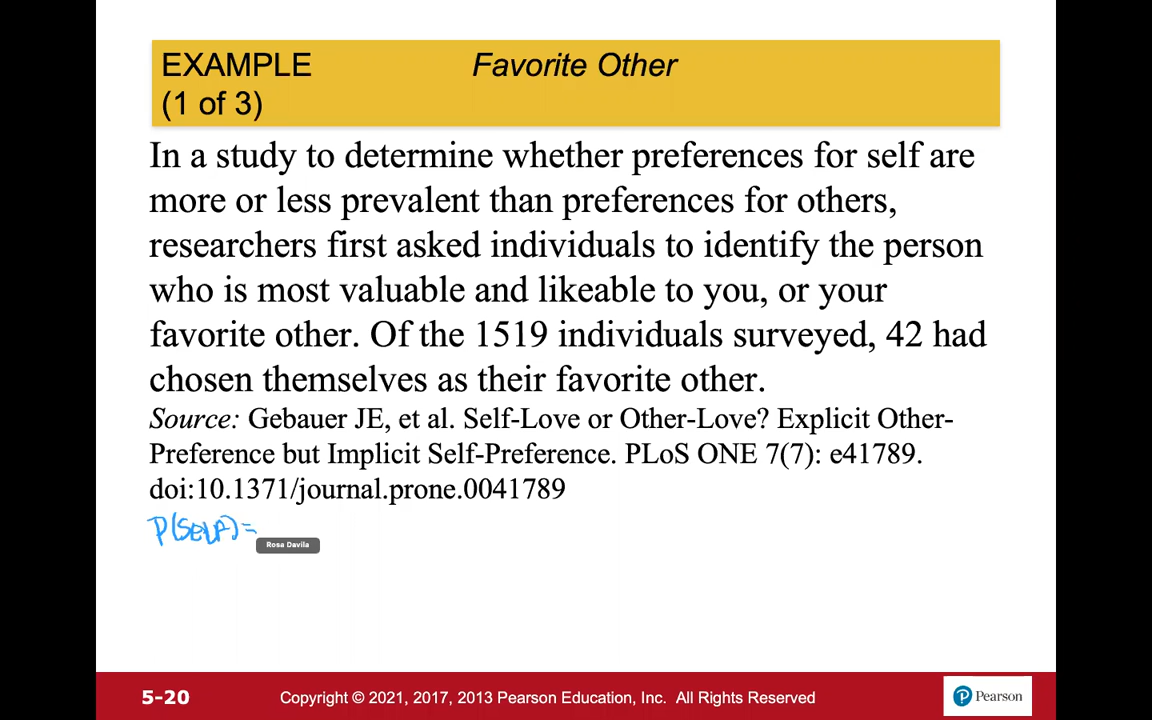 EXAMPLE Favorite Other
(1 of 3)
In a study to determine whether preferences for self are
more or less prevalent than preferences for others,
researchers first asked individuals to identify the person
who is most valuable and likeable to you, or your
favorite other. Of the 1519 individuals surveyed, 42 had
chosen themselves as their favorite other.
Source: Gebauer JE, et al. Self-Love or Other-Love? Explicit Other-
Preference but Implicit Self-Preference. PLoS ONE 7(7): e41789.
doi:10.1371/journal.prone.0041789
P(SELF)=
Rosa Davila
5-20 Copyright © 2021, 2017, 2013 Pearson Education, Inc. All Rights Reserved Pearson